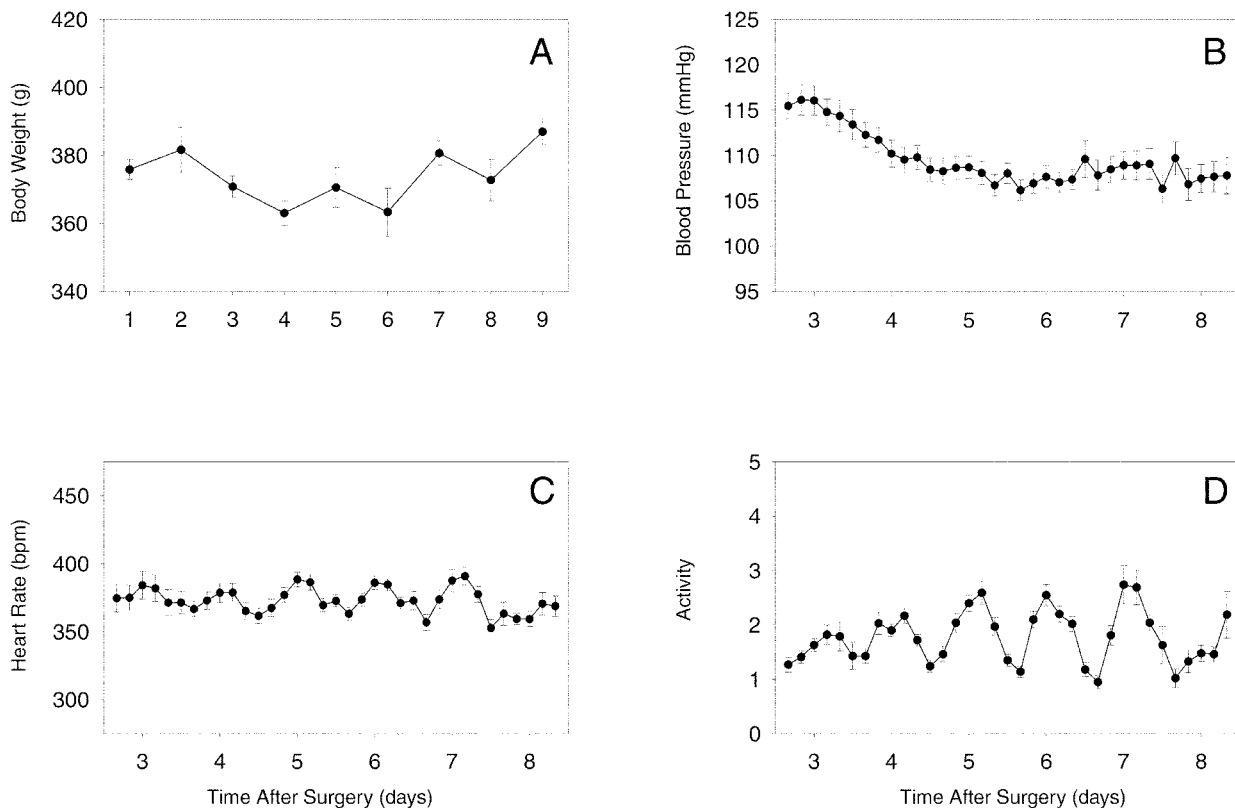 A
Body Weight (g)
420
400
380
360
340
1 2 3 4 5 6 7 8 9
B
Blood Pressure (mmHg)
125
120
115
110
105
100
95
3 4 5 6 7 8
C
Heart Rate (bpm)
450
400
350
300
3 4 5 6 7 8
Time After Surgery (days)
D
Activity
5
4
3
2
1
0
3 4 5 6 7 8
Time After Surgery (days)